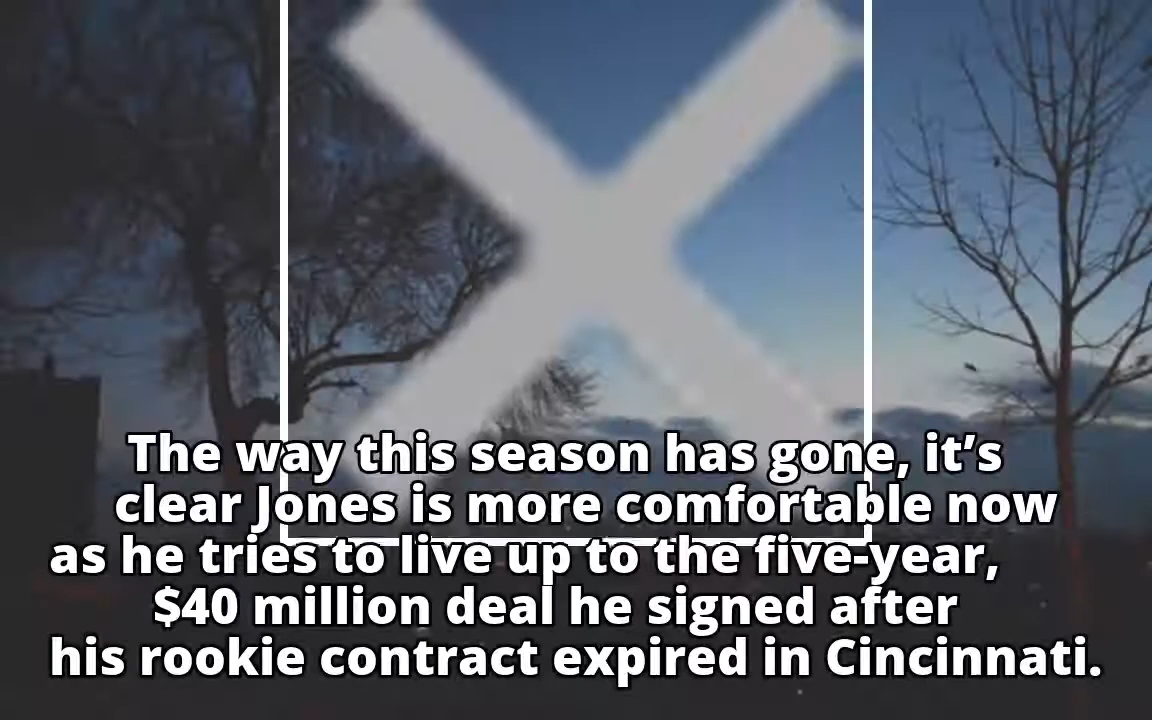 The way this season has gone, it’s
clear Jones is more comfortable now
as he tries to live up to the five-year,
$40 million deal he signed after
his rookie contract expired in Cincinnati.